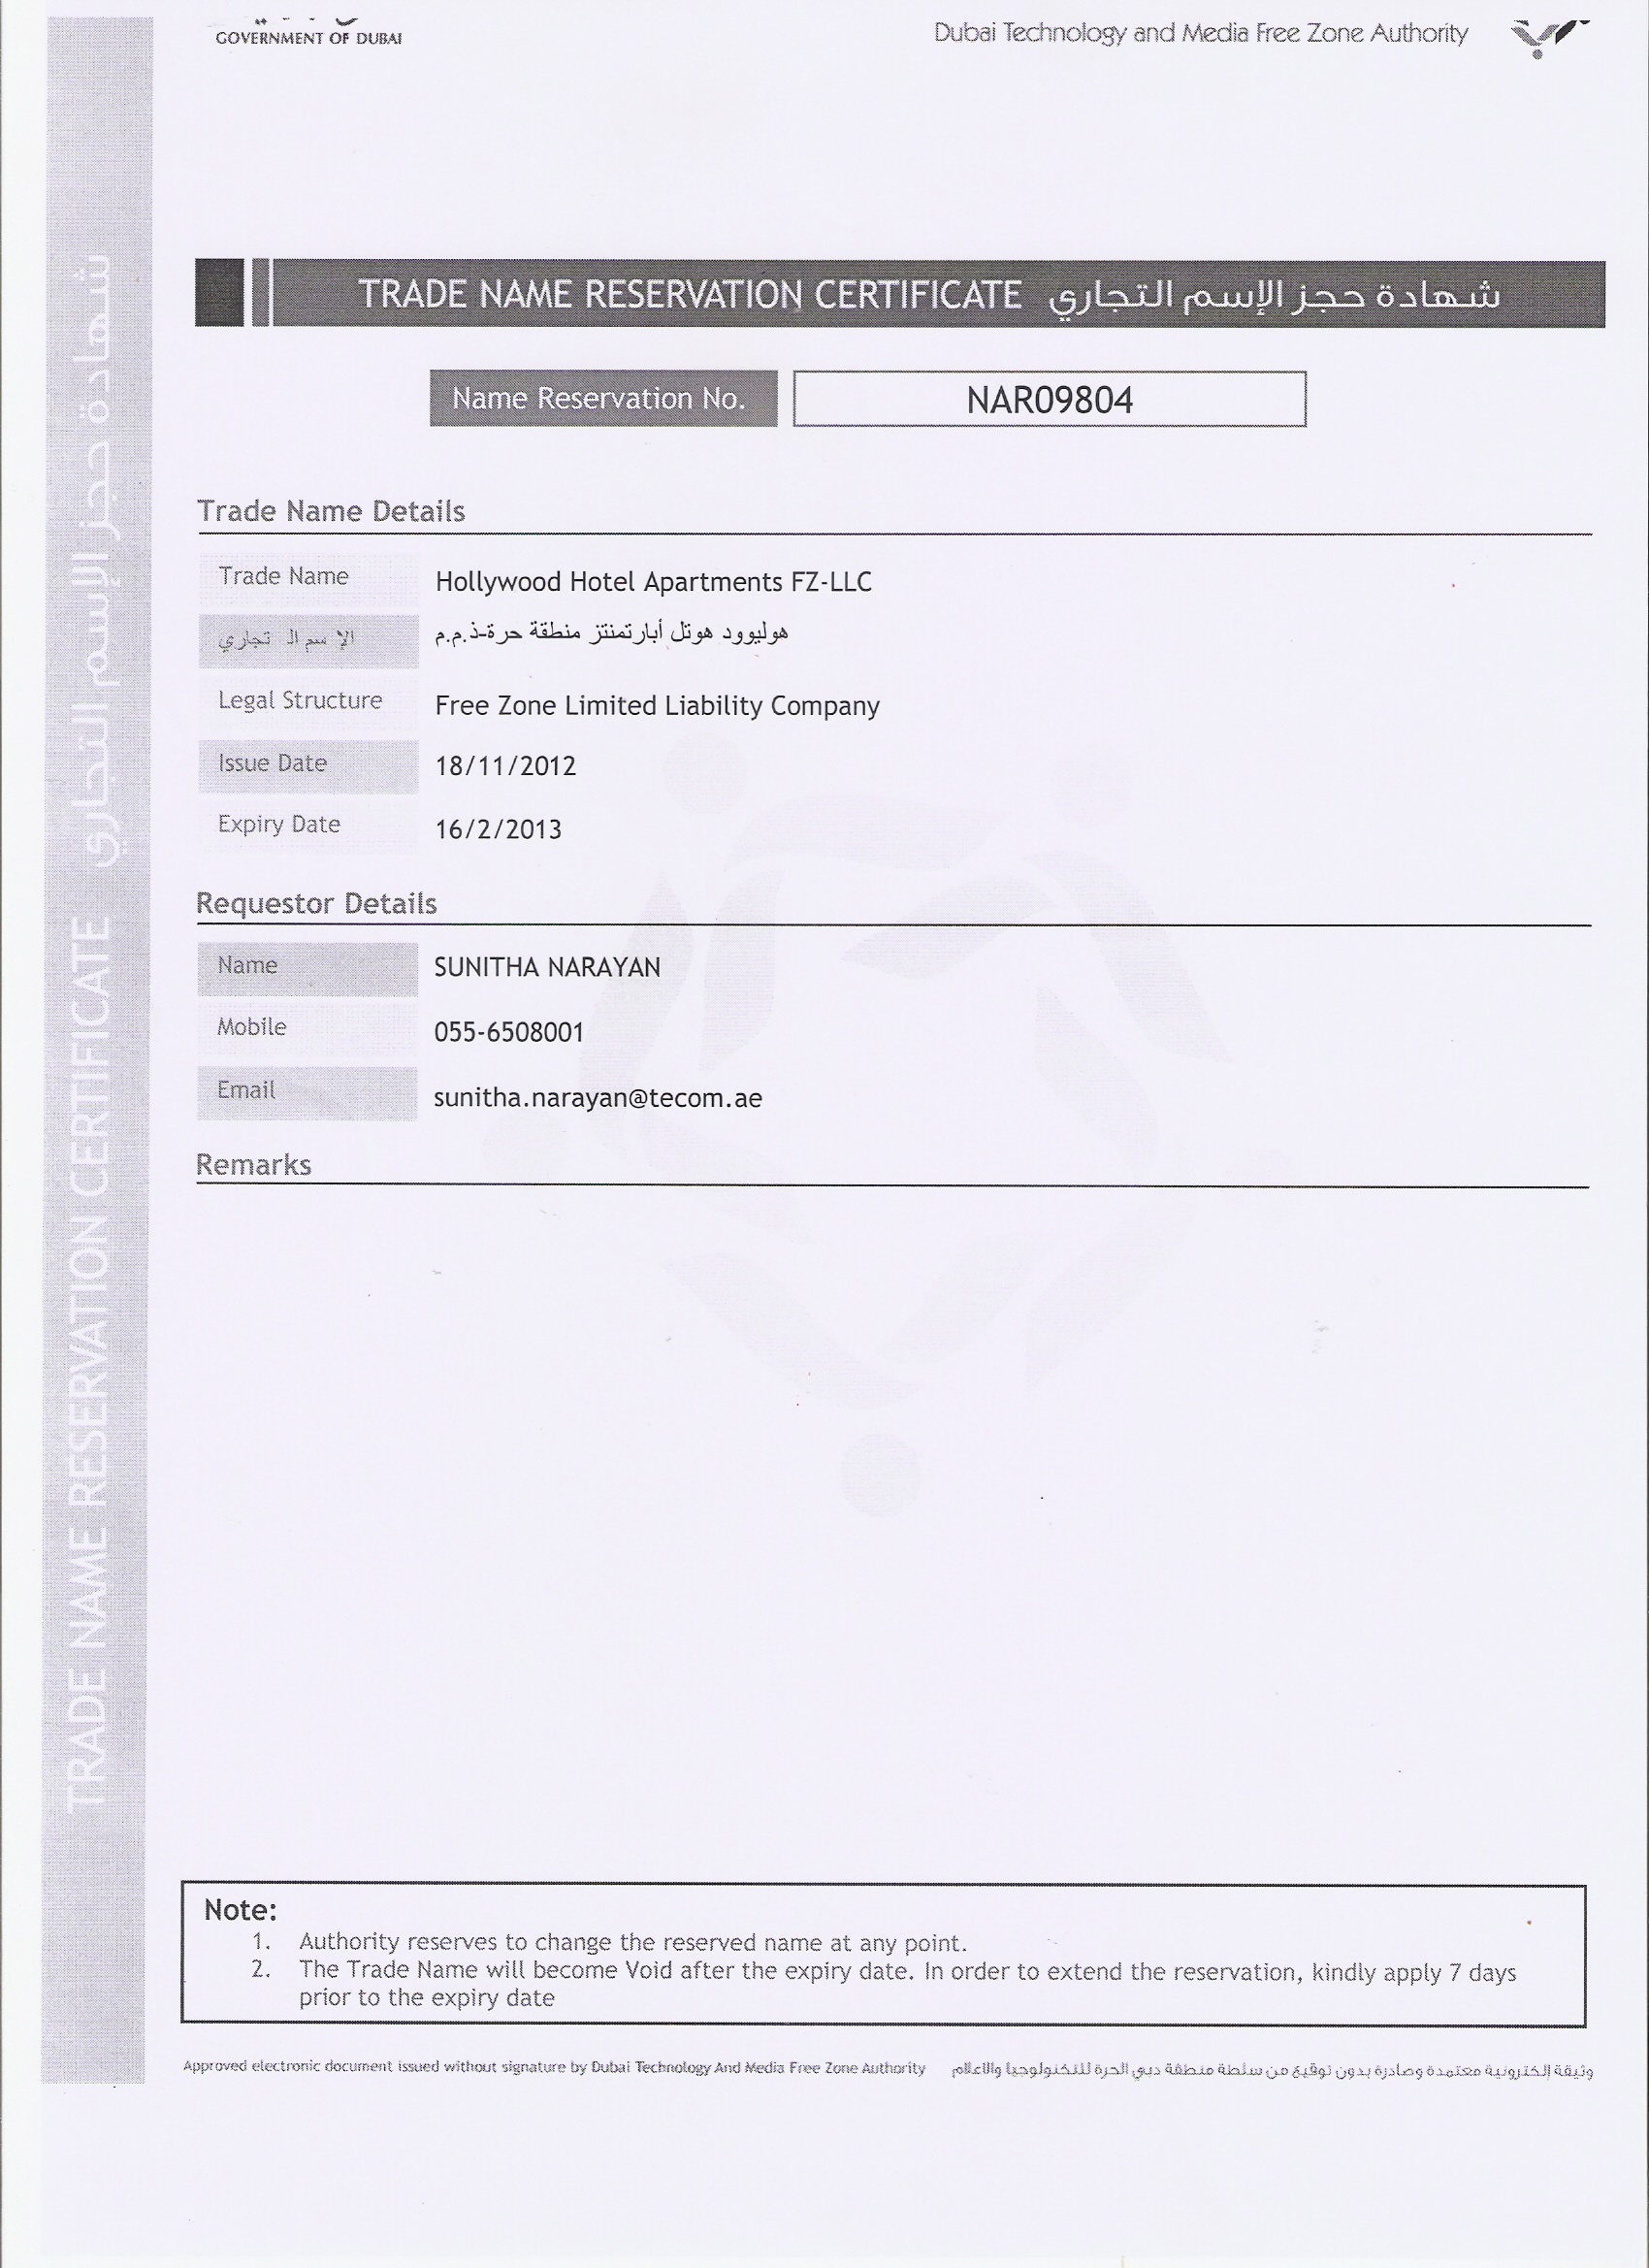 GOVERNMENT OF DUBAI
Dubai Technology and Media Free Zone Authority
TRADE NAME RESERVATION CERTIFICATE شهادة حجز الإسم التجاري
Name Reservation No. NAR09804
Trade Name Details
Trade Name Hollywood Hotel Apartments FZ-LLC
الا سم ال تجاري هوليوود هوتل أبارتمنتز منطقة حرة-ذ.م.م
Legal Structure Free Zone Limited Liability Company
Issue Date 18/11/2012
Expiry Date 16/2/2013
Requestor Details
Name SUNITHA NARAYAN
Mobile 055-6508001
Email sunitha.narayan@tecom.ae
Remarks
Note:
1. Authority reserves to change the reserved name at any point.
2. The Trade Name will become Void after the expiry date. In order to extend the reservation, kindly apply 7 days
prior to the expiry date
Approved electronic document issued without signature by Dubai Technology And Media Free Zone Authority وثيقة إلكترونية معتمدة وصادرة بدون توقيع من سلطة منطقة دبي الحرة للتكنولوجيا والاعلام
TRADE NAME RESERVATION CERTIFICATE شهادة حجز الإسم التجاري